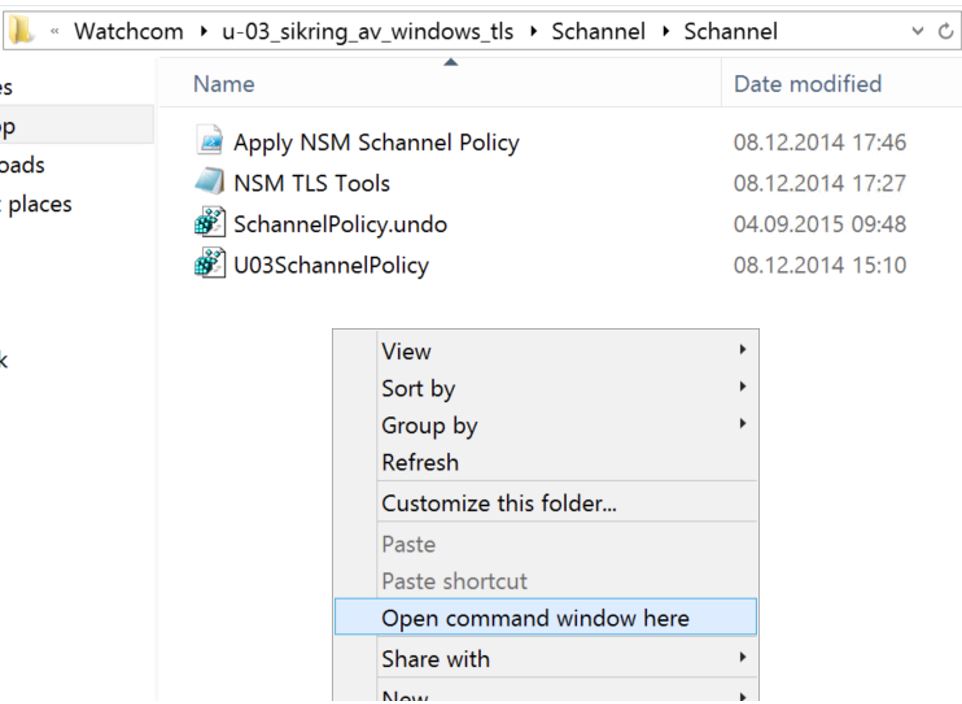 « Watchcom ▸ u-03_sikring_av_windows_tls ▸ Schannel ▸ Schannel
Name Date modified
Apply NSM Schannel Policy 08.12.2014 17:46
NSM TLS Tools 08.12.2014 17:27
SchannelPolicy.undo 04.09.2015 09:48
U03SchannelPolicy 08.12.2014 15:10
es
op
oads
places
k
View
Sort by
Group by
Refresh
Customize this folder...
Paste
Paste shortcut
Open command window here
Share with
New